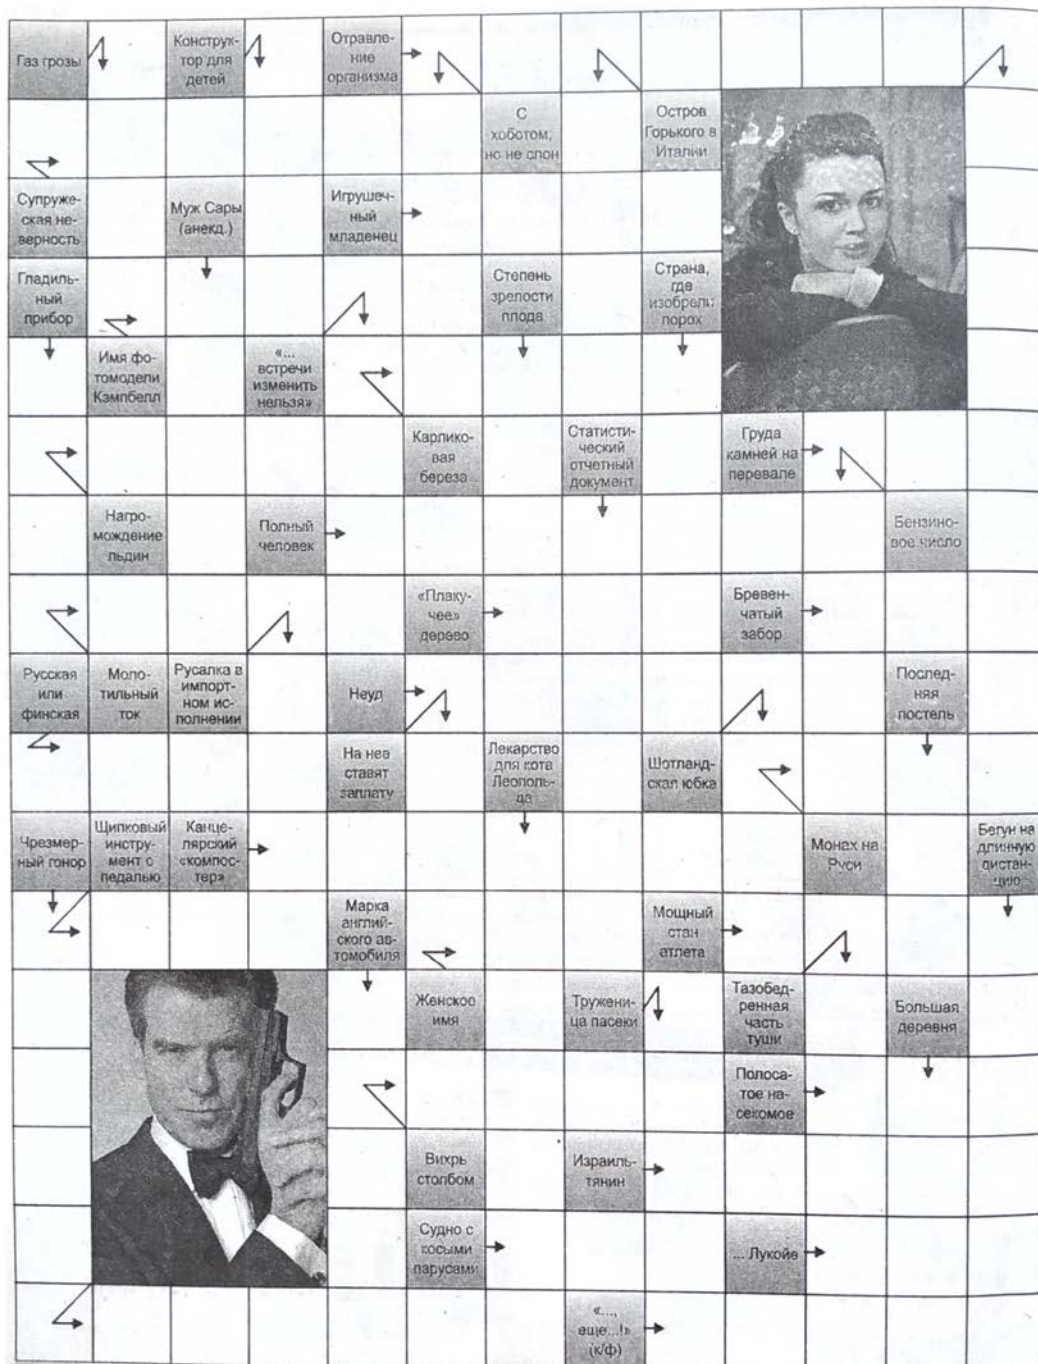 Газ грозы
Конструк-
тор для
детей
Отравле-
ние
организма
С
хоботом,
но не слон
Остров
Горького в
Италии
Супруже-
ская не-
верность
Муж Сары
(анекд.)
Игрушеч-
ный
младенец
Гладиль-
ный
прибор
Степень
зрелости
плода
Страна,
где
изобрели
порох
Имя фо-
томодели
Кэмпбелл
«...
встречи
изменить
нельзя»
Карлико-
вая
береза
Статисти-
ческий
отчетный
документ
Груда
камней на
перевале
Нагро-
мождение
льдин
Полный
человек
Бензино-
вое число
«Плаку-
чее»
дерево
Бревен-
чатый
забор
Русская
или
финская
Моло-
тильный
ток
Русалка в
импорт-
ном ис-
полнении
Неуд
Послед-
няя
постель
На нее
ставят
заплату
Лекарство
для кота
Леополь-
да
Шотланд-
ская юбка
Чрезмер-
ный гонор
Щипковый
инстру-
мент с
педалью
Канце-
лярский
«компос-
тер»
Монах на
Руси
Бегун на
длинную
дистан-
цию
Марка
англий-
ского ав-
томобиля
Мощный
стан
атлета
Женское
имя
Тружени-
ца пасеки
Тазобед-
ренная
часть
туши
Большая
деревня
Полоса-
тое на-
секомое
Вихрь
столбом
Израиль-
тянин
Судно с
косыми
парусами
... Лукойе
«...,
еще...!»
(к/ф)